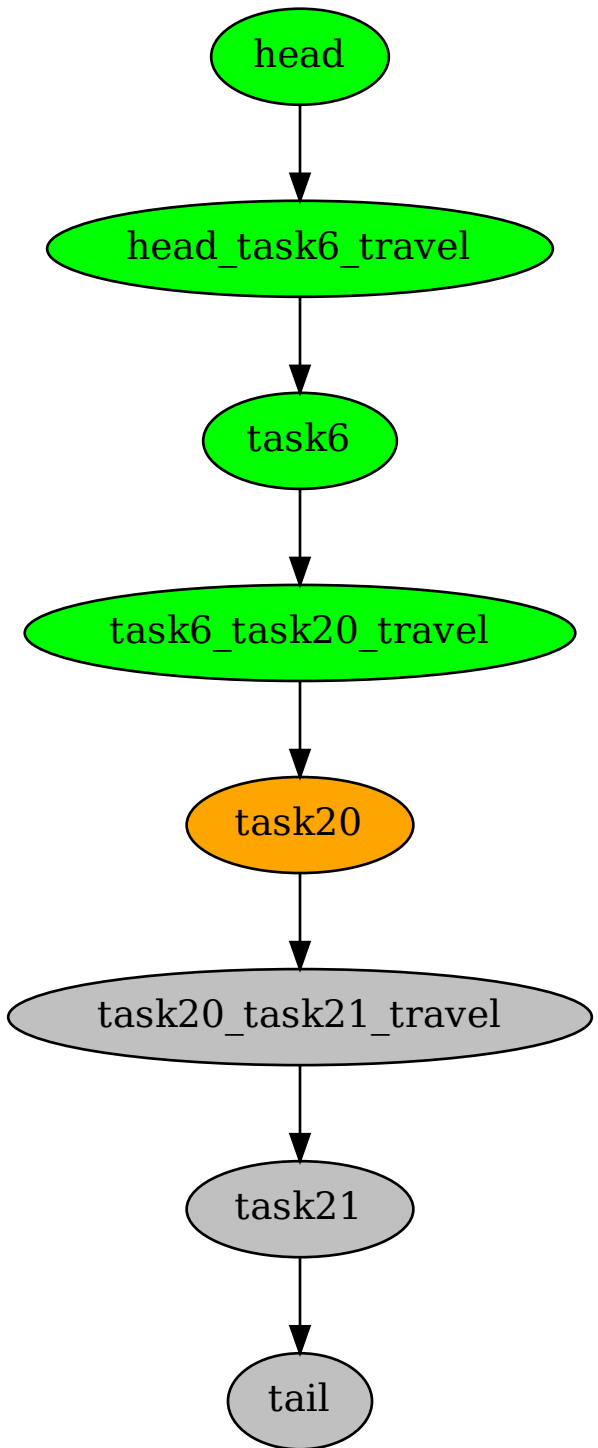 head
head_task6_travel
task6
task6_task20_travel
task20
task20_task21_travel
task21
tail